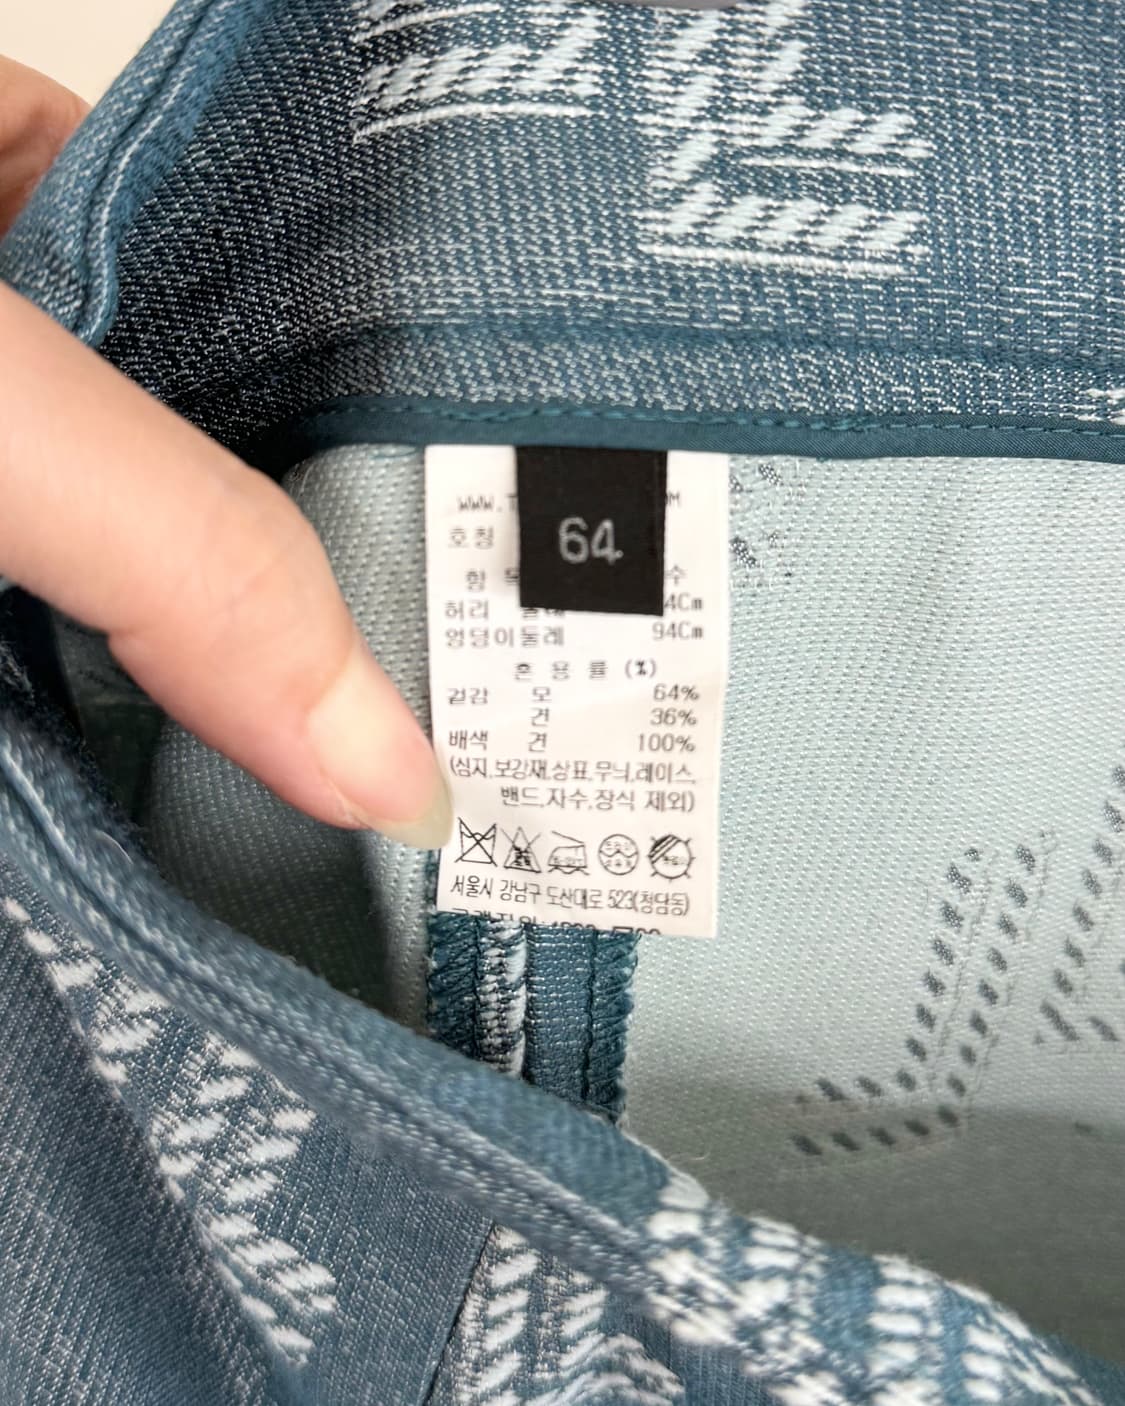 64
호칭
허리
엉덩이둘레 94Cm
혼 용 률 (%)
겉감 모 64%
견 36%
배색 견 100%
(심지,보강재,상표,무늬,레이스,
밴드,자수,장식 제외)
서울시 강남구 도산대로 523(청담동)